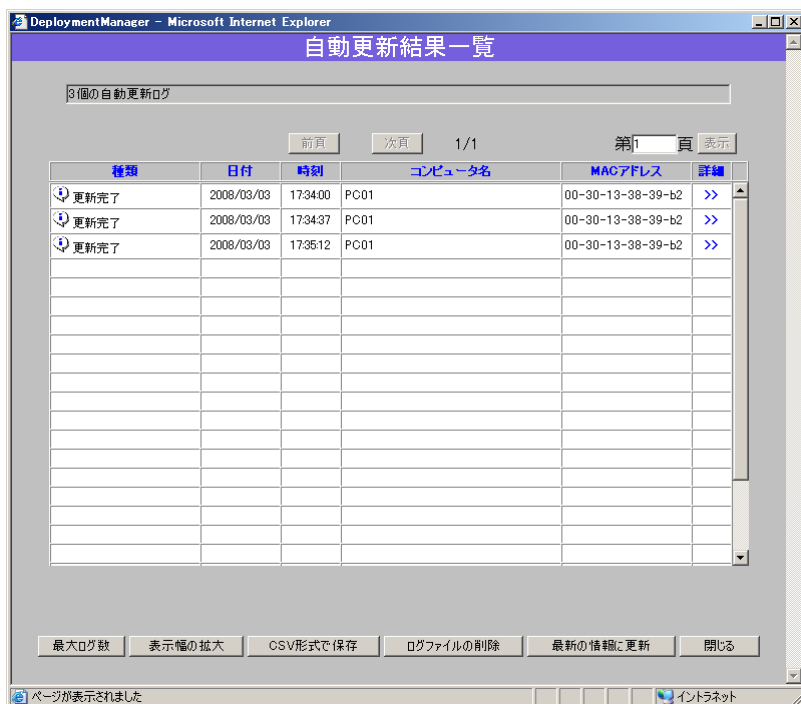 DeploymentManager - Microsoft Internet Explorer
自動更新結果一覧
3個の自動更新ログ
前頁 次頁 1/1 第1頁 表示
種類 日付 時刻 コンピュータ名 MACアドレス 詳細
更新完了 2008/03/03 17:34:00 PC01 00-30-13-38-39-b2 >>
更新完了 2008/03/03 17:34:37 PC01 00-30-13-38-39-b2 >>
更新完了 2008/03/03 17:35:12 PC01 00-30-13-38-39-b2 >>
最大ログ数 表示幅の拡大 CSV形式で保存 ログファイルの削除 最新の情報に更新 閉じる
ページが表示されました イントラネット